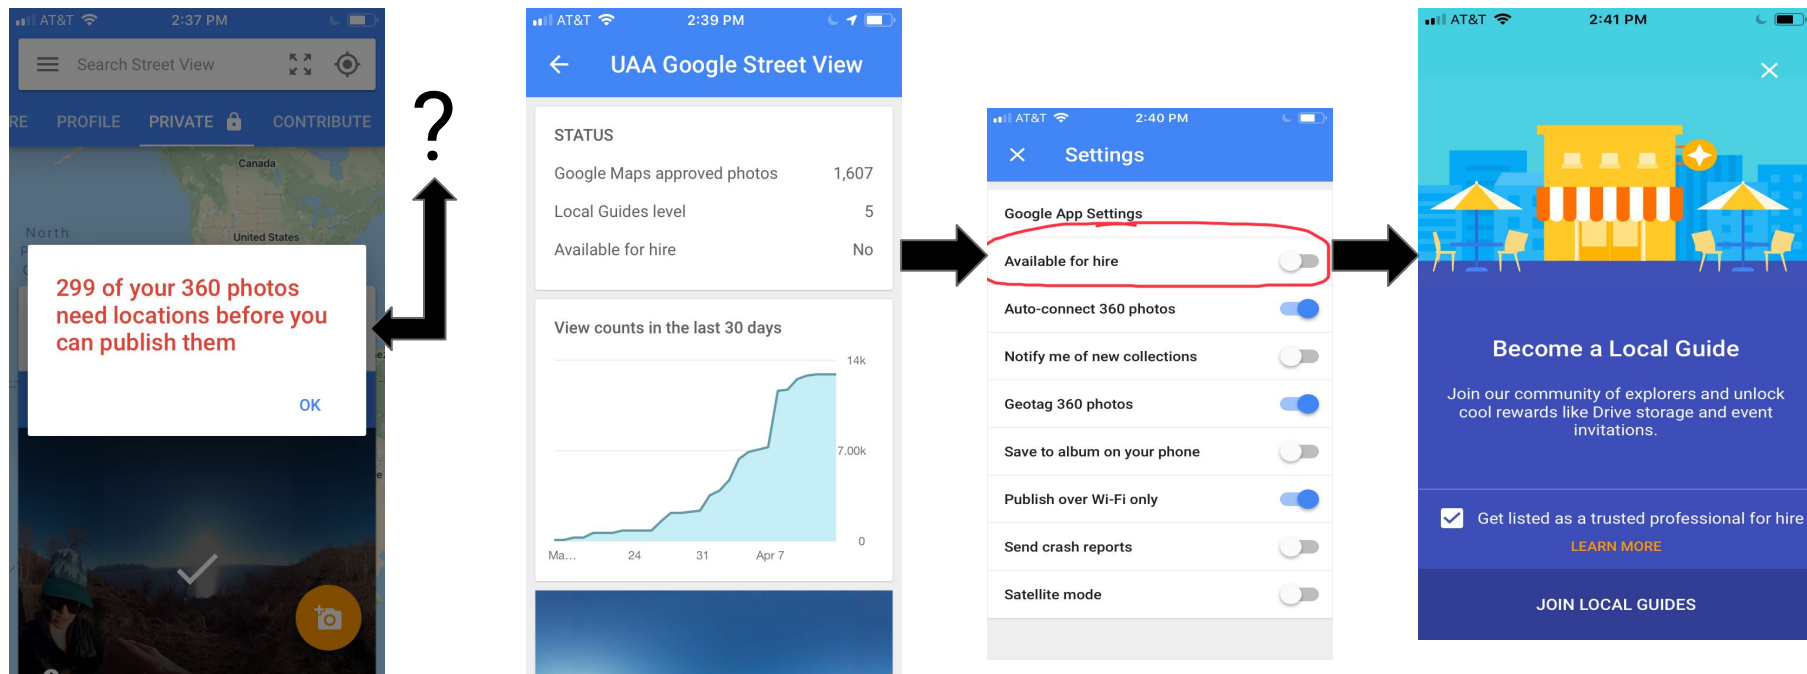 AT&T 2:37 PM
Search Street View
RE PROFILE PRIVATE CONTRIBUTE
Canada
North
United States
299 of your 360 photos
need locations before you
can publish them
OK
?
AT&T 2:39 PM
UAA Google Street View
STATUS
Google Maps approved photos 1,607
Local Guides level 5
Available for hire No
View counts in the last 30 days
14k
7.00k
0
Ma... 24 31 Apr 7
AT&T 2:40 PM
Settings
Google App Settings
Available for hire
Auto-connect 360 photos
Notify me of new collections
Geotag 360 photos
Save to album on your phone
Publish over Wi-Fi only
Send crash reports
Satellite mode
AT&T 2:41 PM
Become a Local Guide
Join our community of explorers and unlock
cool rewards like Drive storage and event
invitations.
Get listed as a trusted professional for hire
LEARN MORE
JOIN LOCAL GUIDES